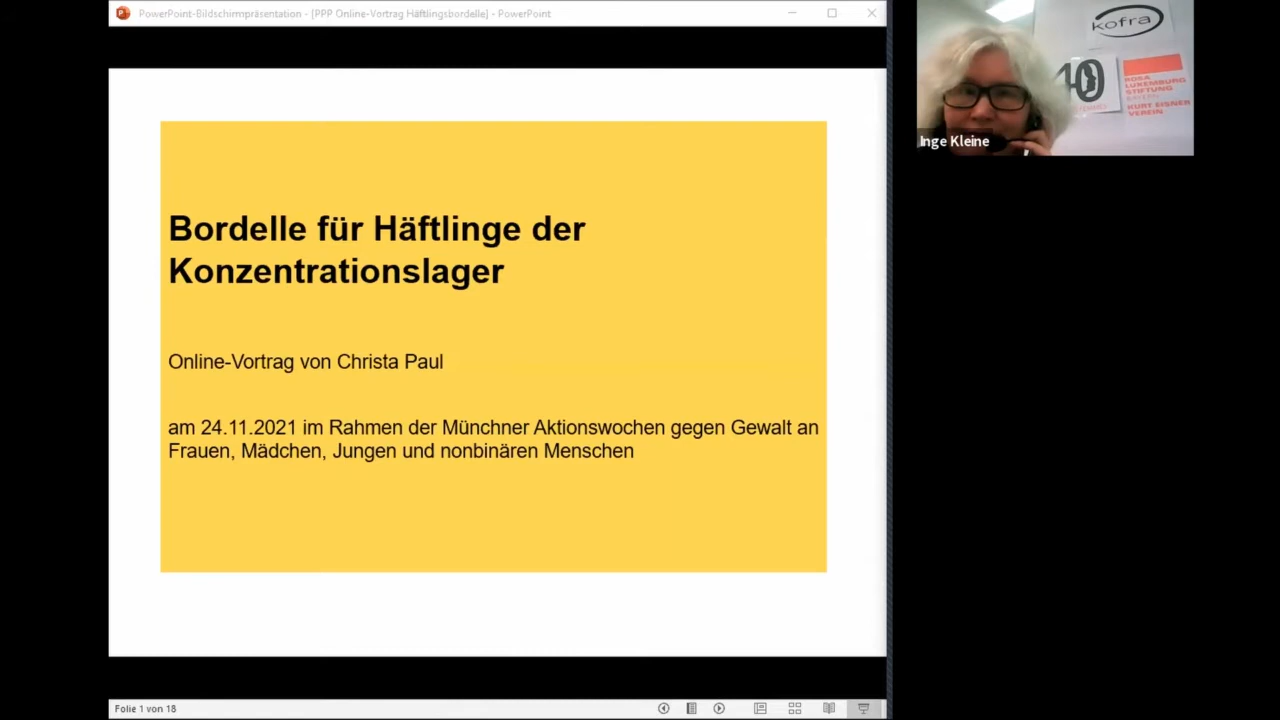 PowerPoint-Bildschirmpräsentation - [PPP Online-Vortrag Häftlingsbordelle] - PowerPoint
Bordelle für Häftlinge der
Konzentrationslager
Online-Vortrag von Christa Paul
am 24.11.2021 im Rahmen der Münchner Aktionswochen gegen Gewalt an
Frauen, Mädchen, Jungen und nonbinären Menschen
Folie 1 von 18
kofra
40
ROSA
LUXEMBURG
STIFTUNG
KURT EISNER
VEREIN
Inge Kleine